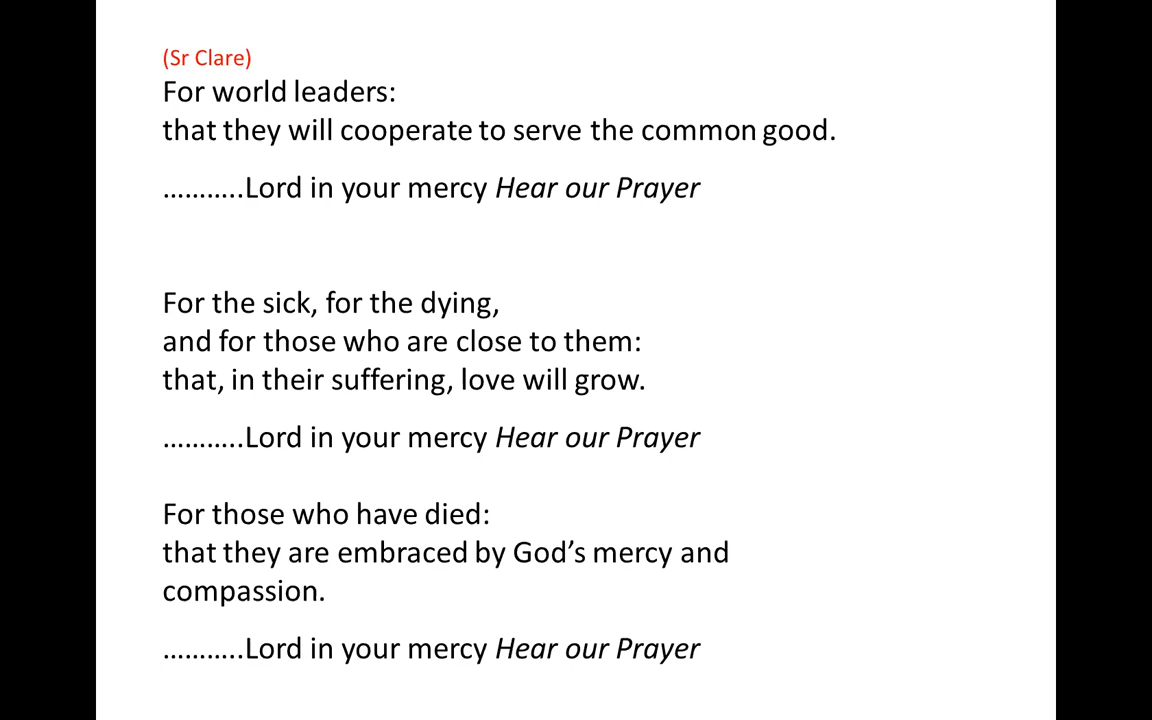 (Sr Clare)
For world leaders:
that they will cooperate to serve the common good.
………..Lord in your mercy Hear our Prayer
For the sick, for the dying,
and for those who are close to them:
that, in their suffering, love will grow.
………..Lord in your mercy Hear our Prayer
For those who have died:
that they are embraced by God’s mercy and
compassion.
………..Lord in your mercy Hear our Prayer